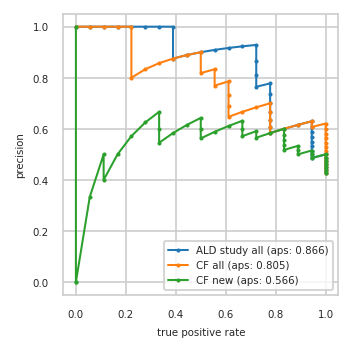 1.0
0.8
0.6
0.4
0.2
0.0
precision
0.0 0.2 0.4 0.6 0.8 1.0
true positive rate
ALD study all (aps: 0.866)
CF all (aps: 0.805)
CF new (aps: 0.566)